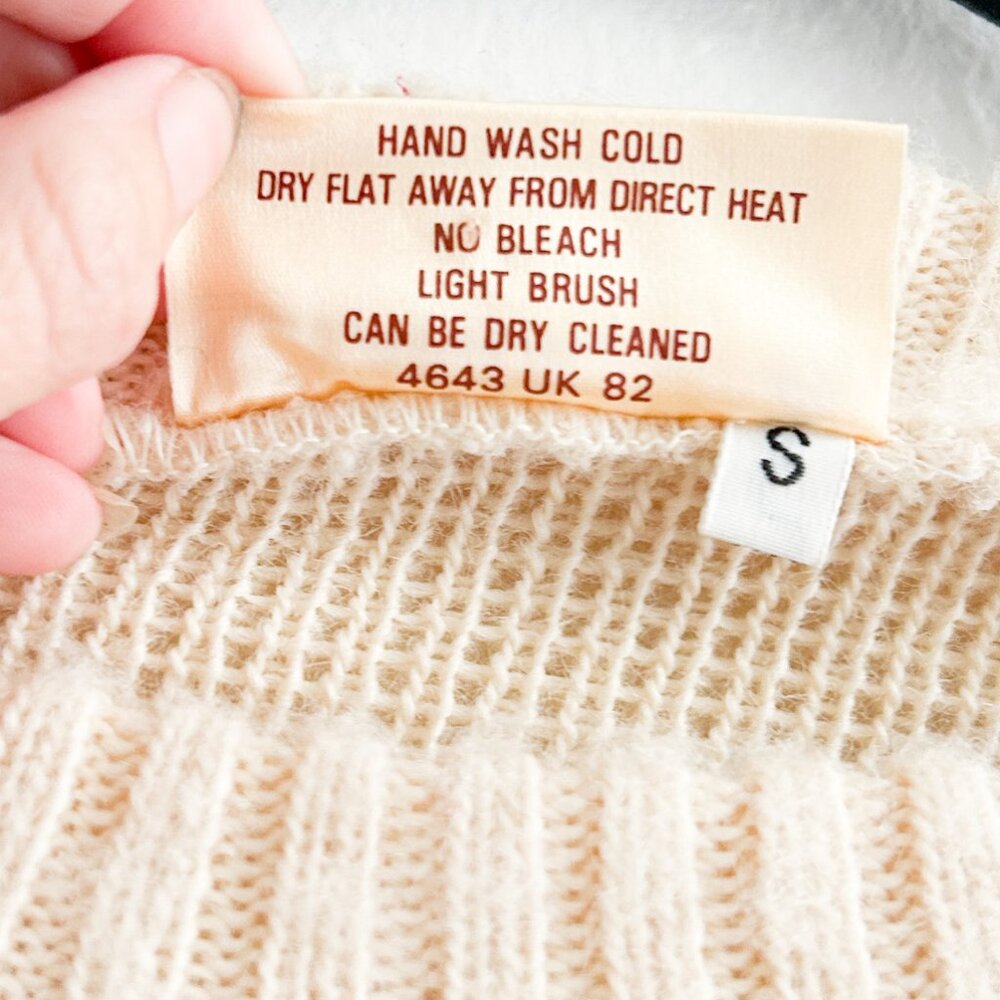 HAND WASH COLD
DRY FLAT AWAY FROM DIRECT HEAT
NO BLEACH
LIGHT BRUSH
CAN BE DRY CLEANED
4643 UK 82
S